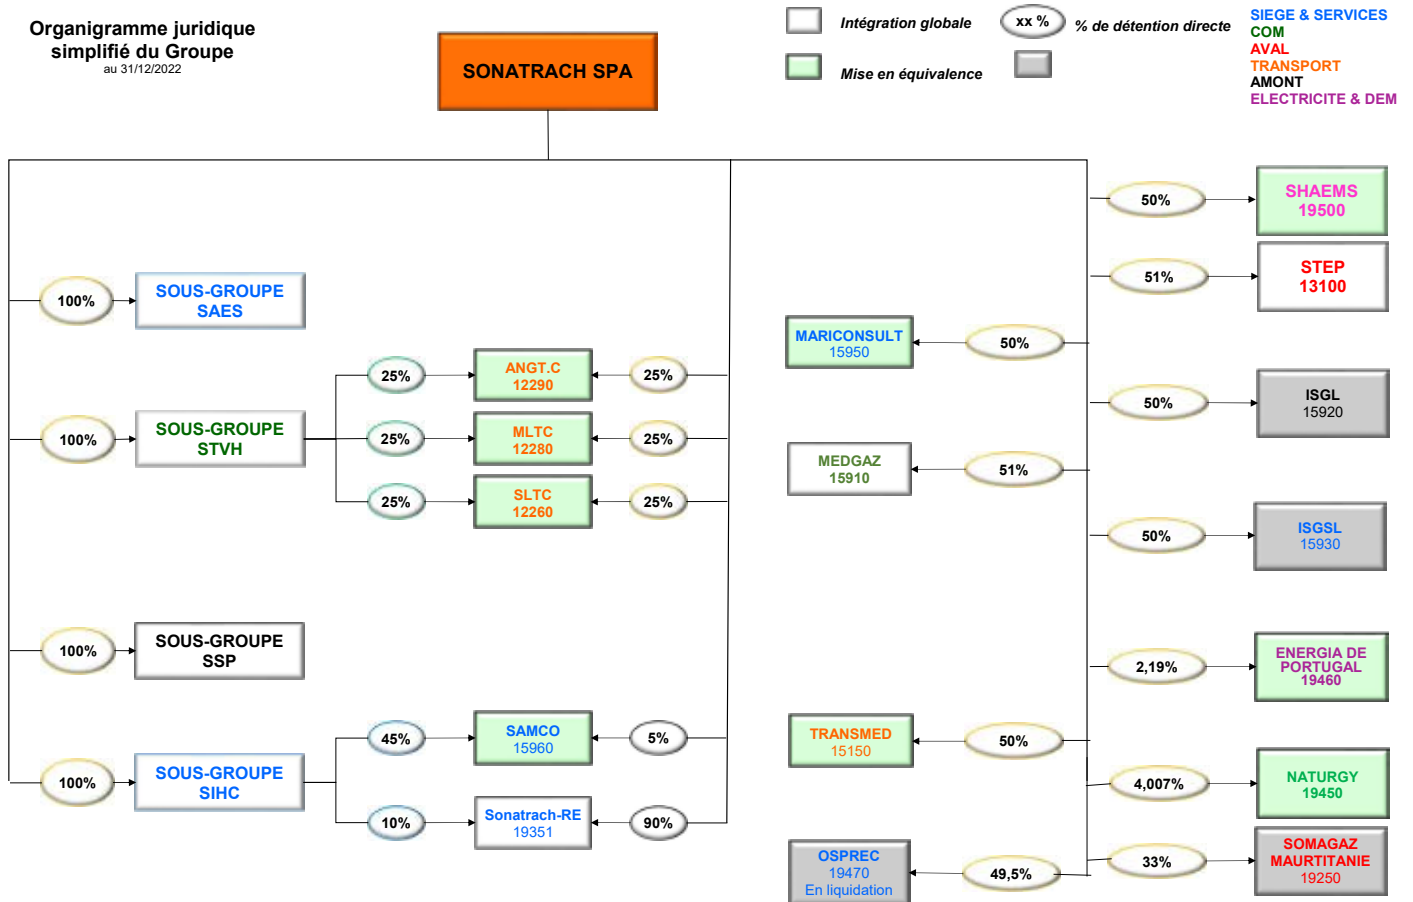 Organigramme juridique
simplifié du Groupe
au 31/12/2022
SONATRACH SPA
Intégration globale
xx %
% de détention directe
Mise en équivalence
SIEGE & SERVICES
COM
AVAL
TRANSPORT
AMONT
ELECTRICITE & DEM
100%
SOUS-GROUPE
SAES
100%
SOUS-GROUPE
STVH
25%
ANGT.C
12290
25%
25%
MLTC
12280
25%
25%
SLTC
12260
25%
100%
SOUS-GROUPE
SSP
100%
SOUS-GROUPE
SIHC
45%
SAMCO
15960
5%
10%
Sonatrach-RE
19351
90%
MARICONSULT
15950
50%
MEDGAZ
15910
51%
TRANSMED
15150
50%
OSPREC
19470
En liquidation
49,5%
50%
SHAEMS
19500
51%
STEP
13100
50%
ISGL
15920
50%
ISGSL
15930
2,19%
ENERGIA DE
PORTUGAL
19460
4,007%
NATURGY
19450
33%
SOMAGAZ
MAURTITANIE
19250